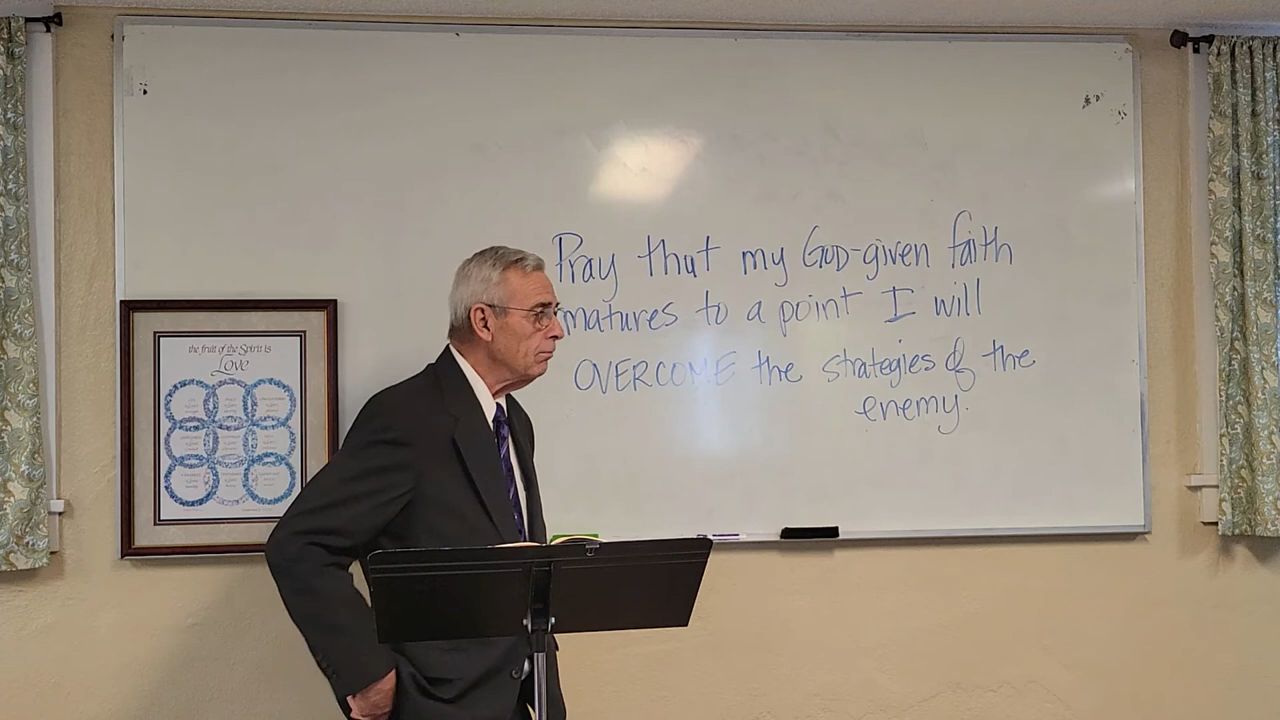 the fruit of the Spirit is
Love
Pray that my GOD-given faith
matures to a point I will
OVERCOME the strategies of the
enemy.